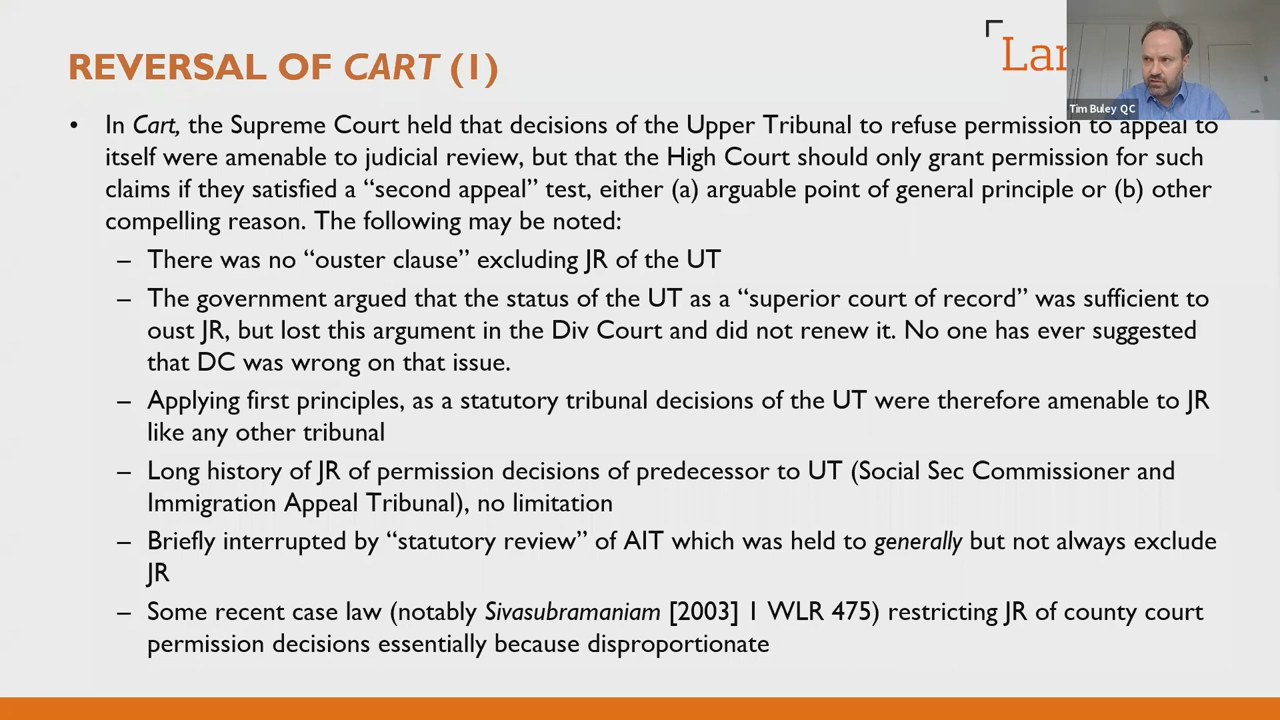 REVERSAL OF CART (1)
Lan
Tim Buley QC
• In Cart, the Supreme Court held that decisions of the Upper Tribunal to refuse permission to appeal to
itself were amenable to judicial review, but that the High Court should only grant permission for such
claims if they satisfied a “second appeal” test, either (a) arguable point of general principle or (b) other
compelling reason. The following may be noted:
– There was no “ouster clause” excluding JR of the UT
– The government argued that the status of the UT as a “superior court of record” was sufficient to
oust JR, but lost this argument in the Div Court and did not renew it. No one has ever suggested
that DC was wrong on that issue.
– Applying first principles, as a statutory tribunal decisions of the UT were therefore amenable to JR
like any other tribunal
– Long history of JR of permission decisions of predecessor to UT (Social Sec Commissioner and
Immigration Appeal Tribunal), no limitation
– Briefly interrupted by “statutory review” of AIT which was held to generally but not always exclude
JR
– Some recent case law (notably Sivasubramaniam [2003] 1 WLR 475) restricting JR of county court
permission decisions essentially because disproportionate